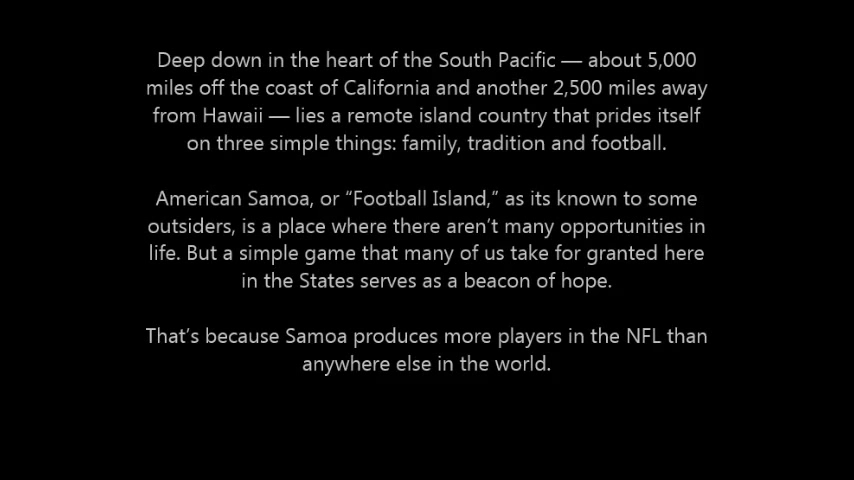 Deep down in the heart of the South Pacific — about 5,000
miles off the coast of California and another 2,500 miles away
from Hawaii — lies a remote island country that prides itself
on three simple things: family, tradition and football.
American Samoa, or “Football Island,” as its known to some
outsiders, is a place where there aren’t many opportunities in
life. But a simple game that many of us take for granted here
in the States serves as a beacon of hope.
That’s because Samoa produces more players in the NFL than
anywhere else in the world.